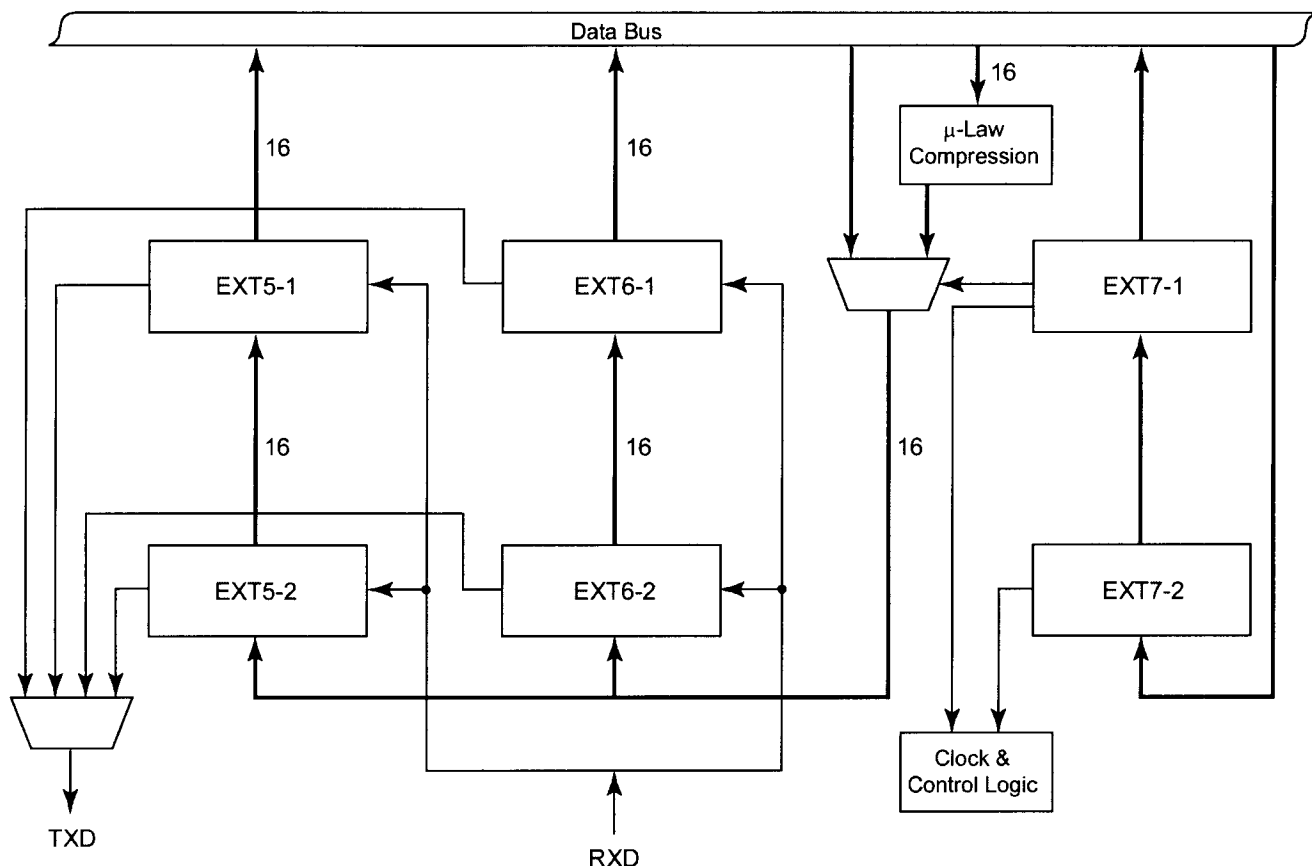 Data Bus
16
μ-Law
Compression
16
16
EXT5-1
EXT6-1
EXT7-1
16
16
16
EXT5-2
EXT6-2
EXT7-2
Clock &
Control Logic
TXD
RXD